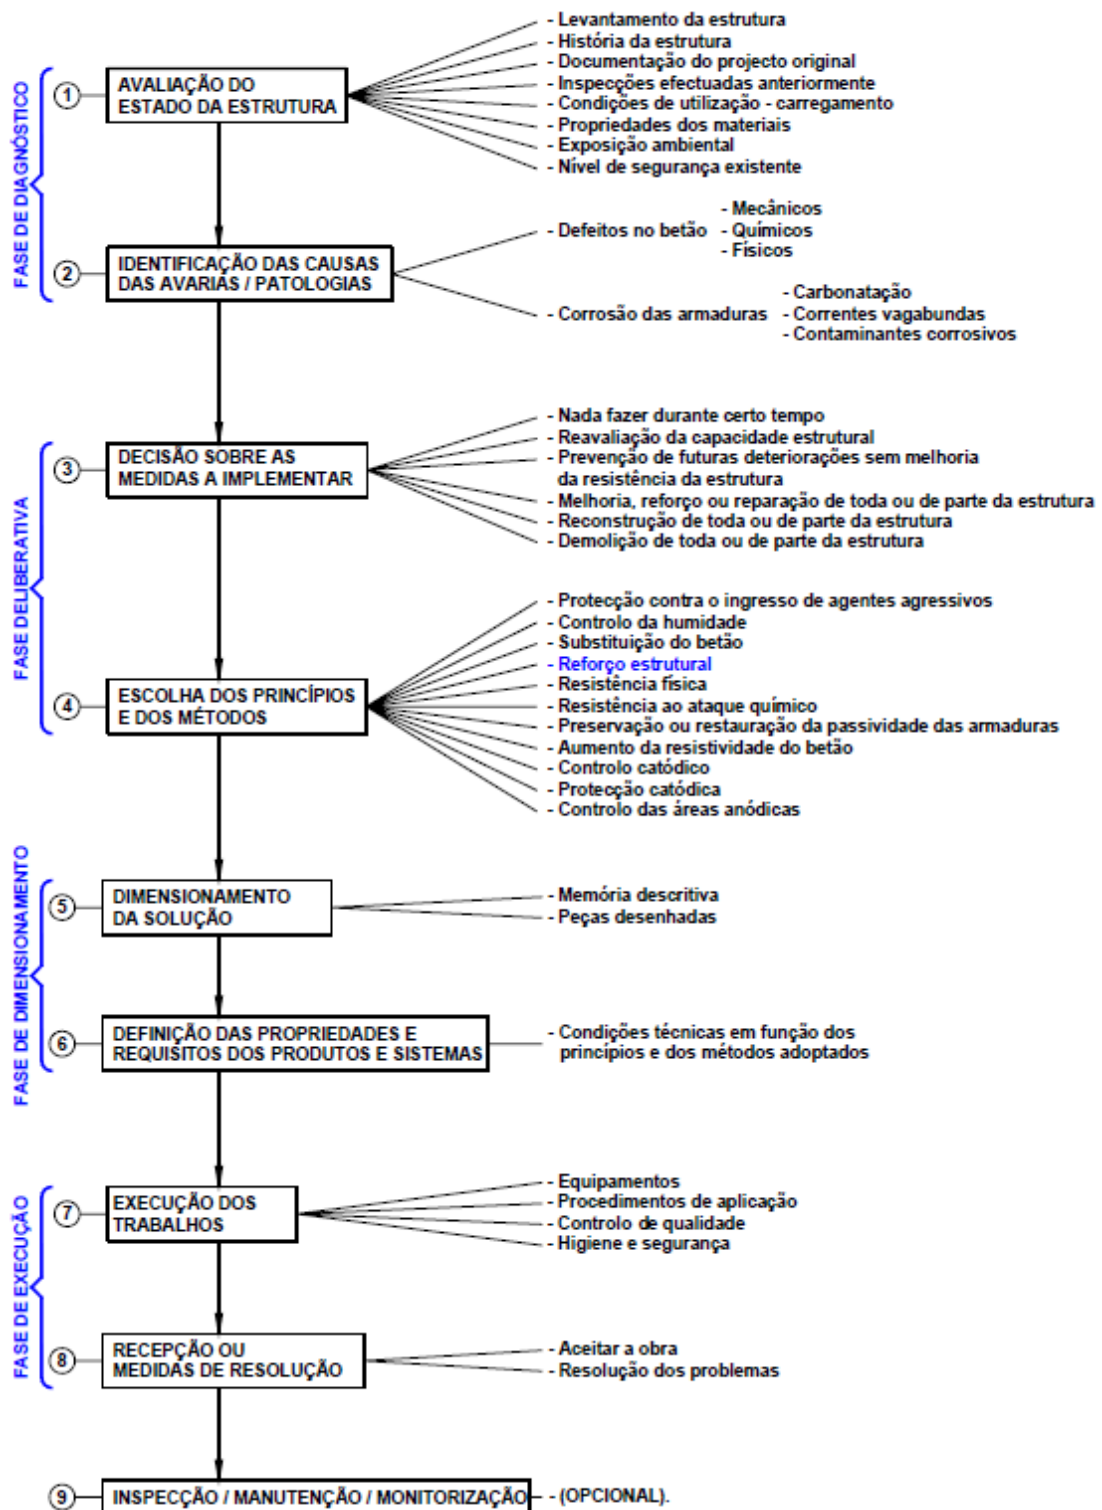 FASE DE DIAGNÓSTICO
1
AVALIAÇÃO DO
ESTADO DA ESTRUTURA
- Levantamento da estrutura
- História da estrutura
- Documentação do projecto original
- Inspecções efectuadas anteriormente
- Condições de utilização - carregamento
- Propriedades dos materiais
- Exposição ambiental
- Nível de segurança existente
2
IDENTIFICAÇÃO DAS CAUSAS
DAS AVARIAS / PATOLOGIAS
- Defeitos no betão
- Mecânicos
- Químicos
- Físicos
- Corrosão das armaduras
- Carbonatação
- Correntes vagabundas
- Contaminantes corrosivos
FASE DELIBERATIVA
3
DECISÃO SOBRE AS
MEDIDAS A IMPLEMENTAR
- Nada fazer durante certo tempo
- Reavaliação da capacidade estrutural
- Prevenção de futuras deteriorações sem melhoria
da resistência da estrutura
- Melhoria, reforço ou reparação de toda ou de parte da estrutura
- Reconstrução de toda ou de parte da estrutura
- Demolição de toda ou de parte da estrutura
4
ESCOLHA DOS PRINCÍPIOS
E DOS MÉTODOS
- Protecção contra o ingresso de agentes agressivos
- Controlo da humidade
- Substituição do betão
- Reforço estrutural
- Resistência física
- Resistência ao ataque químico
- Preservação ou restauração da passividade das armaduras
- Aumento da resistividade do betão
- Controlo catódico
- Protecção catódica
- Controlo das áreas anódicas
FASE DE DIMENSIONAMENTO
5
DIMENSIONAMENTO
DA SOLUÇÃO
- Memória descritiva
- Peças desenhadas
6
DEFINIÇÃO DAS PROPRIEDADES E
REQUISITOS DOS PRODUTOS E SISTEMAS
- Condições técnicas em função dos
princípios e dos métodos adoptados
FASE DE EXECUÇÃO
7
EXECUÇÃO DOS
TRABALHOS
- Equipamentos
- Procedimentos de aplicação
- Controlo de qualidade
- Higiene e segurança
8
RECEPÇÃO OU
MEDIDAS DE RESOLUÇÃO
- Aceitar a obra
- Resolução dos problemas
9
INSPECÇÃO / MANUTENÇÃO / MONITORIZAÇÃO
- (OPCIONAL).